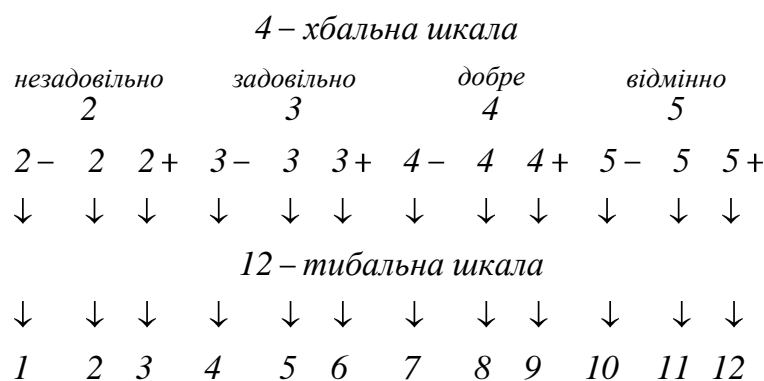 4 – хбальна шкала
незадовільно задовільно добре відмінно
2 3 4 5
2 – 2 2 + 3 – 3 3 + 4 – 4 4 + 5 – 5 5 +
↓ ↓ ↓ ↓ ↓ ↓ ↓ ↓ ↓ ↓ ↓ ↓
12 – тибальна шкала
↓ ↓ ↓ ↓ ↓ ↓ ↓ ↓ ↓ ↓ ↓ ↓
1 2 3 4 5 6 7 8 9 10 11 12